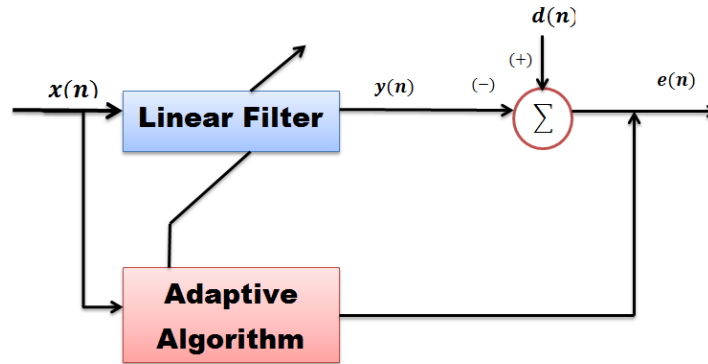 d(n)
(+)
x(n)
y(n)
(−)
e(n)
Linear Filter
∑
Adaptive
Algorithm